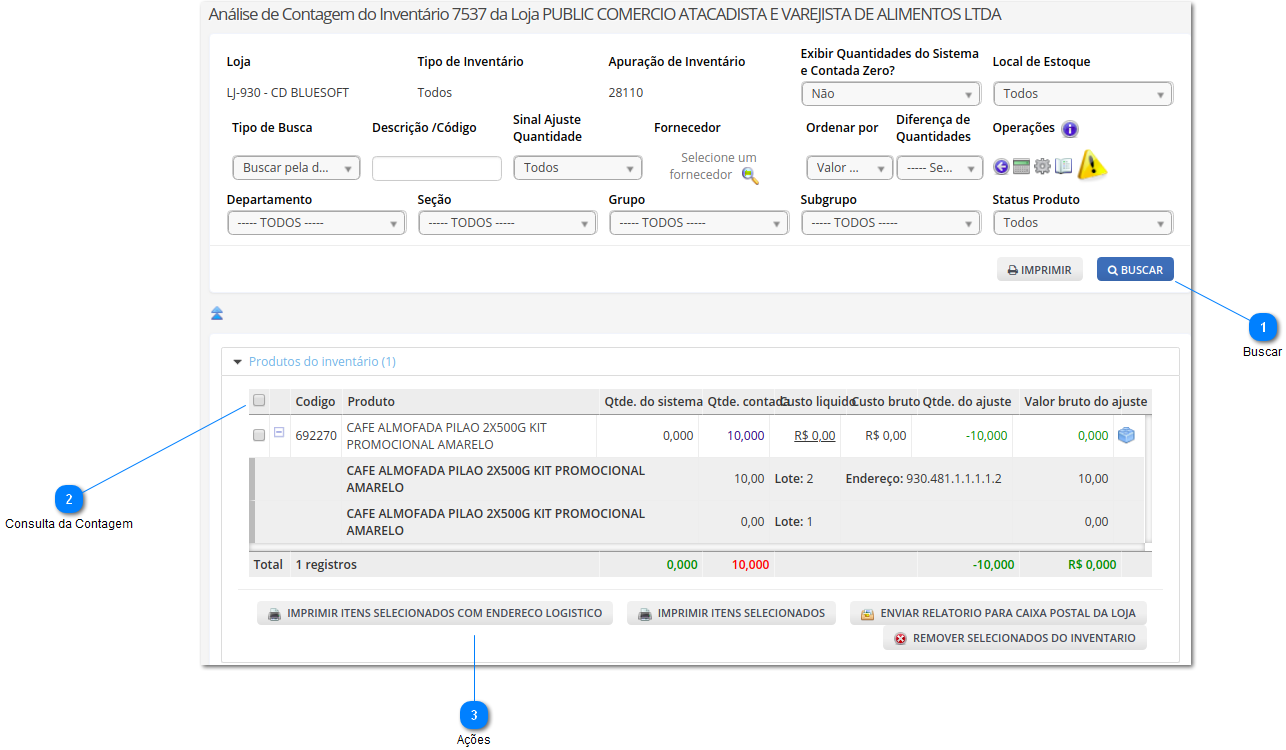 Análise de Contagem do Inventário 7537 da Loja PUBLIC COMERCIO ATACADISTA E VAREJISTA DE ALIMENTOS LTDA
Loja
Tipo de Inventário
Apuração de Inventário
Exibir Quantidades do Sistema
e Contada Zero?
Local de Estoque
LJ-930 - CD BLUESOFT
Todos
28110
Não
Todos
Tipo de Busca
Descrição /Código
Sinal Ajuste
Quantidade
Fornecedor
Ordenar por
Diferença de
Quantidades
Operações
Buscar pela d...
Todos
Selecione um
fornecedor
Valor ...
----- Se...
Departamento
Seção
Grupo
Subgrupo
Status Produto
----- TODOS -----
----- TODOS -----
----- TODOS -----
----- TODOS -----
Todos
IMPRIMIR
BUSCAR
1
Buscar
Produtos do inventário (1)
Codigo Produto Qtde. do sistema Qtde. contada Custo liquido Custo bruto Qtde. do ajuste Valor bruto do ajuste
692270 CAFE ALMOFADA PILAO 2X500G KIT
PROMOCIONAL AMARELO
0,000 10,000 R$ 0,00 R$ 0,00 -10,000 0,000
CAFE ALMOFADA PILAO 2X500G KIT PROMOCIONAL
AMARELO
10,00 Lote: 2 Endereço: 930.481.1.1.1.1.2 10,00
2
Consulta da Contagem
CAFE ALMOFADA PILAO 2X500G KIT PROMOCIONAL
AMARELO
0,00 Lote: 1 0,00
Total 1 registros 0,000 10,000 -10,000 R$ 0,000
IMPRIMIR ITENS SELECIONADOS COM ENDERECO LOGISTICO
IMPRIMIR ITENS SELECIONADOS
ENVIAR RELATORIO PARA CAIXA POSTAL DA LOJA
REMOVER SELECIONADOS DO INVENTARIO
3
Ações